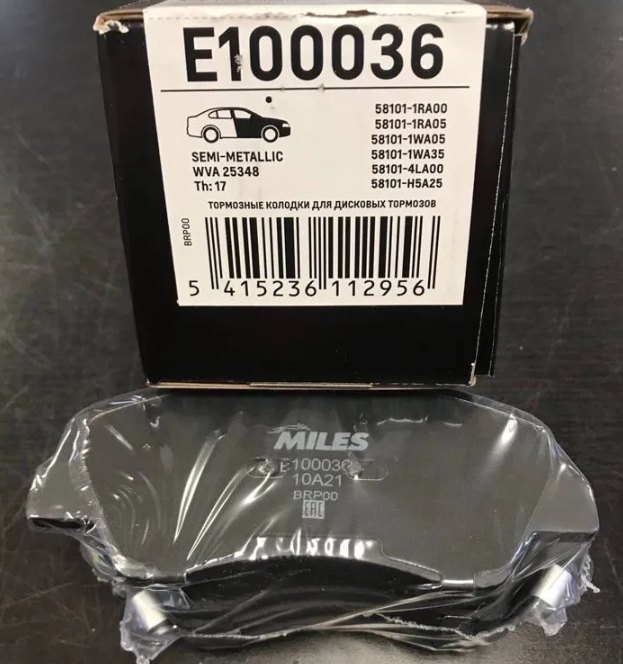 E100036
SEMI-METALLIC
WVA 25348
Th: 17
58101-1RA00
58101-1RA05
58101-1WA05
58101-1WA35
58101-4LA00
58101-H5A25
ТОРМОЗНЫЕ КОЛОДКИ ДЛЯ ДИСКОВЫХ ТОРМОЗОВ
BRP00
5 415236 112956
MILES
E100036
10A21
BRP00
EAC